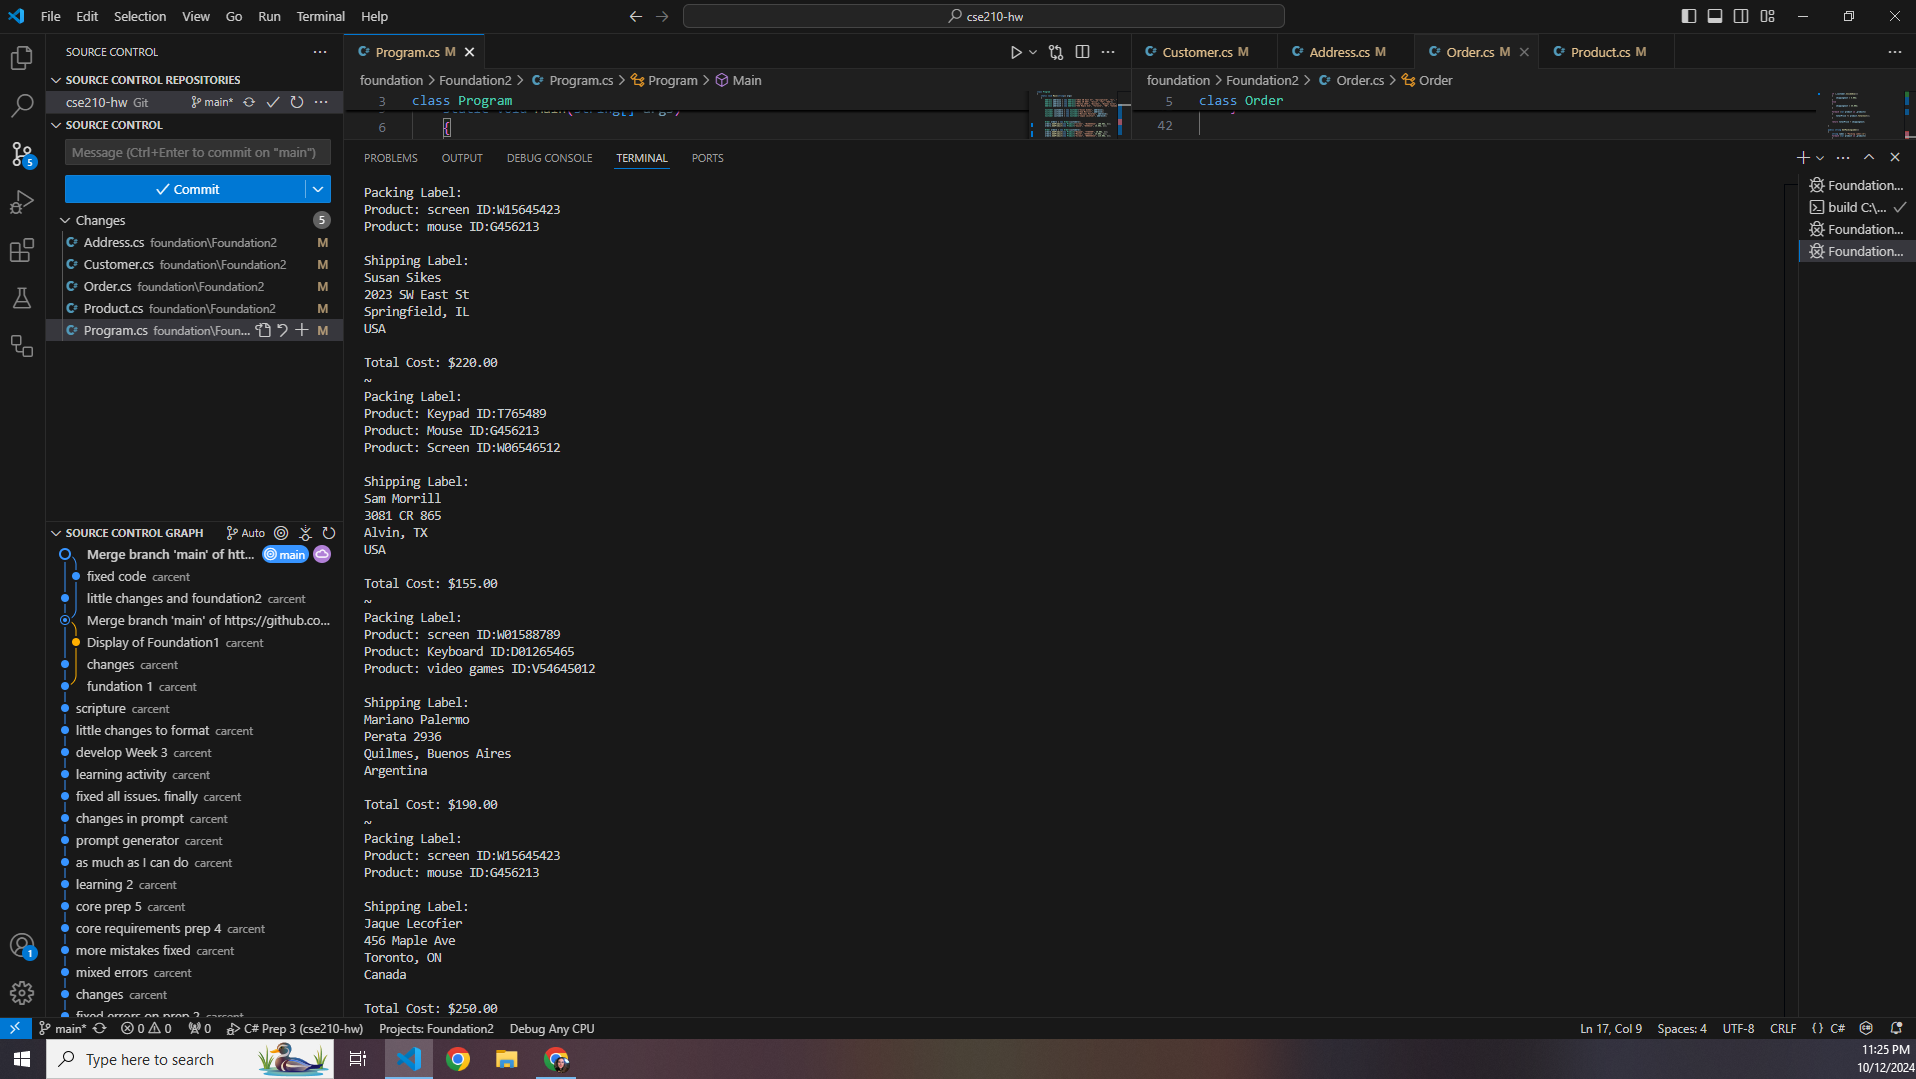 File Edit Selection View Go Run Terminal Help
cse210-hw
SOURCE CONTROL
SOURCE CONTROL REPOSITORIES
cse210-hw Git main*
SOURCE CONTROL
Message (Ctrl+Enter to commit on "main")
Commit
Changes 5
Address.cs foundation\Foundation2 M
Customer.cs foundation\Foundation2 M
Order.cs foundation\Foundation2 M
Product.cs foundation\Foundation2 M
Program.cs foundation\Foun... M
5
SOURCE CONTROL GRAPH Auto
Merge branch 'main' of htt... main
fixed code carcent
little changes and foundation2 carcent
Merge branch 'main' of https://github.co...
Display of Foundation1 carcent
changes carcent
fundation 1 carcent
scripture carcent
little changes to format carcent
develop Week 3 carcent
learning activity carcent
fixed all issues. finally carcent
changes in prompt carcent
prompt generator carcent
as much as I can do carcent
learning 2 carcent
core prep 5 carcent
core requirements prep 4 carcent
more mistakes fixed carcent
mixed errors carcent
changes carcent
fixed errors on prep 2 carcent
1
Program.cs M
foundation > Foundation2 > Program.cs > Program > Main
3 class Program
static void Main(string[] args)
6 {
Customer.cs M Address.cs M Order.cs M Product.cs M
foundation > Foundation2 > Order.cs > Order
5 class Order
42
PROBLEMS OUTPUT DEBUG CONSOLE TERMINAL PORTS
Packing Label:
Product: screen ID:W15645423
Product: mouse ID:G456213
Shipping Label:
Susan Sikes
2023 SW East St
Springfield, IL
USA
Total Cost: $220.00
~
Packing Label:
Product: Keypad ID:T765489
Product: Mouse ID:G456213
Product: Screen ID:W06546512
Shipping Label:
Sam Morrill
3081 CR 865
Alvin, TX
USA
Total Cost: $155.00
~
Packing Label:
Product: screen ID:W01588789
Product: Keyboard ID:D01265465
Product: video games ID:V54645012
Shipping Label:
Mariano Palermo
Perata 2936
Quilmes, Buenos Aires
Argentina
Total Cost: $190.00
~
Packing Label:
Product: screen ID:W15645423
Product: mouse ID:G456213
Shipping Label:
Jaque Lecofier
456 Maple Ave
Toronto, ON
Canada
Total Cost: $250.00
Foundation...
build C:\...
Foundation...
Foundation...
main* 0 0 0 C# Prep 3 (cse210-hw) Projects: Foundation2 Debug Any CPU
Ln 17, Col 9 Spaces: 4 UTF-8 CRLF {} C#
Type here to search
11:25 PM
10/12/2024